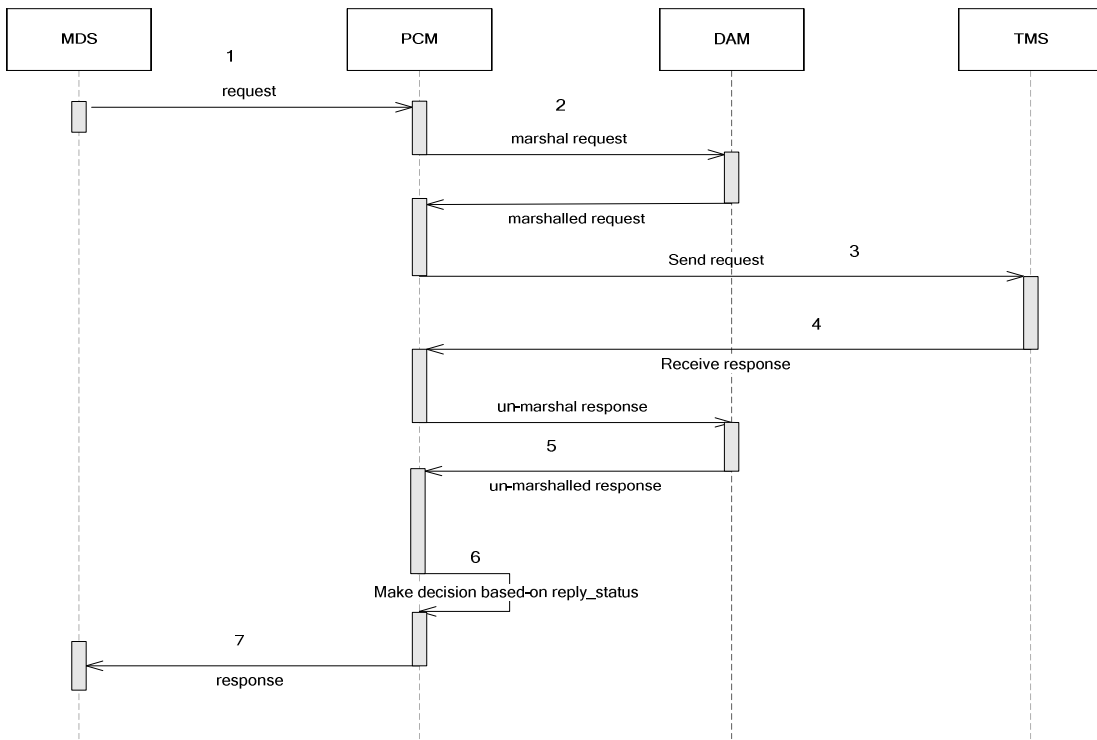 MDS
PCM
DAM
TMS
1
request
2
marshal request
marshalled request
3
Send request
4
Receive response
un-marshal response
5
un-marshalled response
6
Make decision based-on reply_status
7
response